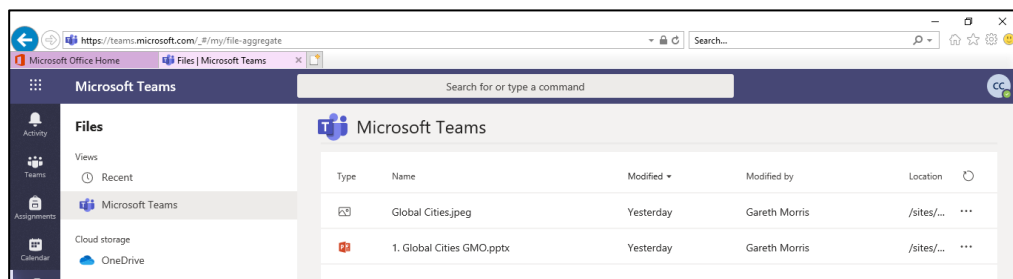 https://teams.microsoft.com/_#/my/file-aggregate
Search...
Microsoft Office Home
Files | Microsoft Teams
Microsoft Teams
Search for or type a command
CC
Activity
Teams
Assignments
Calendar
Files
Views
Recent
Microsoft Teams
Cloud storage
OneDrive
Microsoft Teams
Type Name Modified Modified by Location
Global Cities.jpeg Yesterday Gareth Morris /sites/...
1. Global Cities GMO.pptx Yesterday Gareth Morris /sites/...